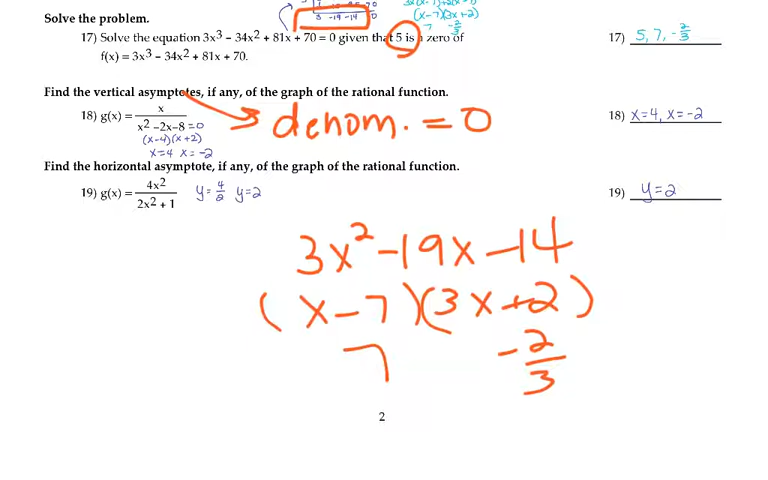 3 -19 -14 0
(x-7)(3x+2)
7 -2/3
Solve the problem.
17) Solve the equation 3x³ - 34x² + 81x + 70 = 0 given that 5 is a zero of
f(x) = 3x³ - 34x² + 81x + 70.
17) 5, 7, -2/3
Find the vertical asymptotes, if any, of the graph of the rational function.
18) g(x) = x / x² - 2x - 8 =0
(x-4)(x+2)
x=4 x=-2
denom. = 0
18) x=4, x=-2
Find the horizontal asymptote, if any, of the graph of the rational function.
19) g(x) = 4x² / 2x² + 1 y=4/2 y=2
19) y=2
3x²-19x-14
(x-7)(3x+2)
7 -2/3
2